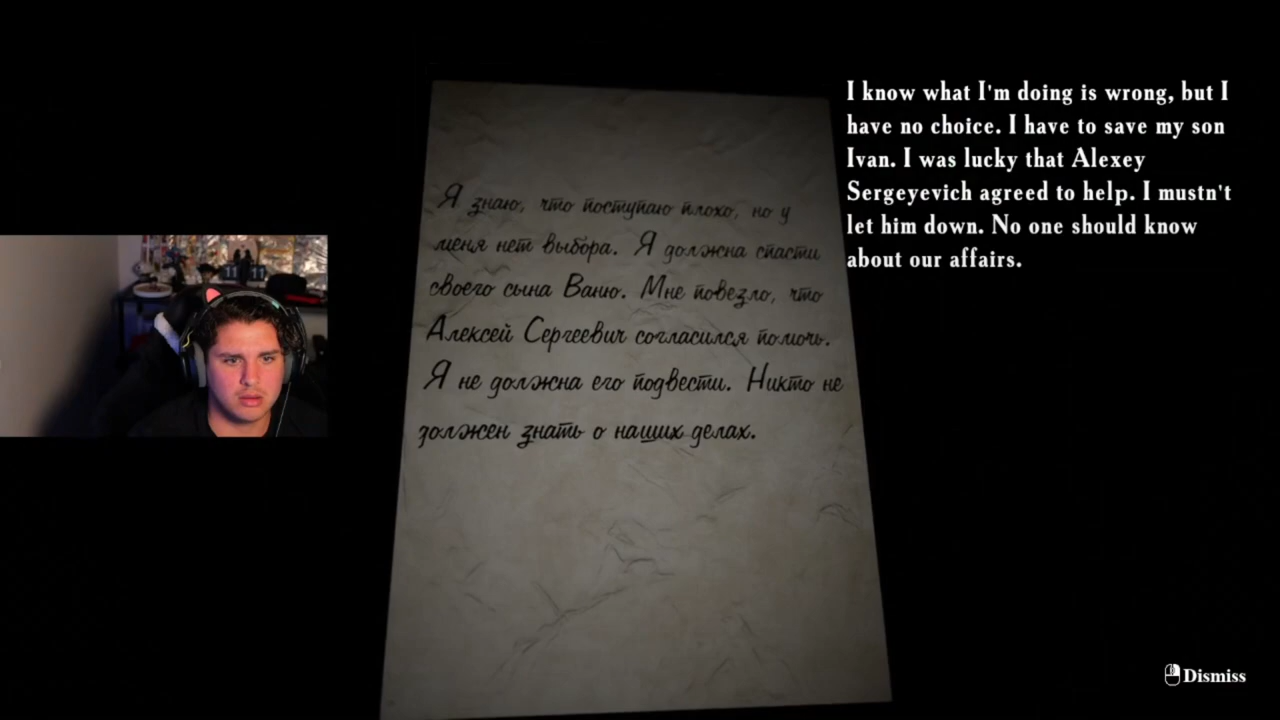 Я знаю, что поступаю плохо, но у
меня нет выбора. Я должна спасти
своего сына Ваню. Мне повезло, что
Алексей Сергеевич согласился помочь.
Я не должна его подвести. Никто не
должен знать о наших делах.
I know what I'm doing is wrong, but I
have no choice. I have to save my son
Ivan. I was lucky that Alexey
Sergeyevich agreed to help. I mustn't
let him down. No one should know
about our affairs.
11 11
Dismiss